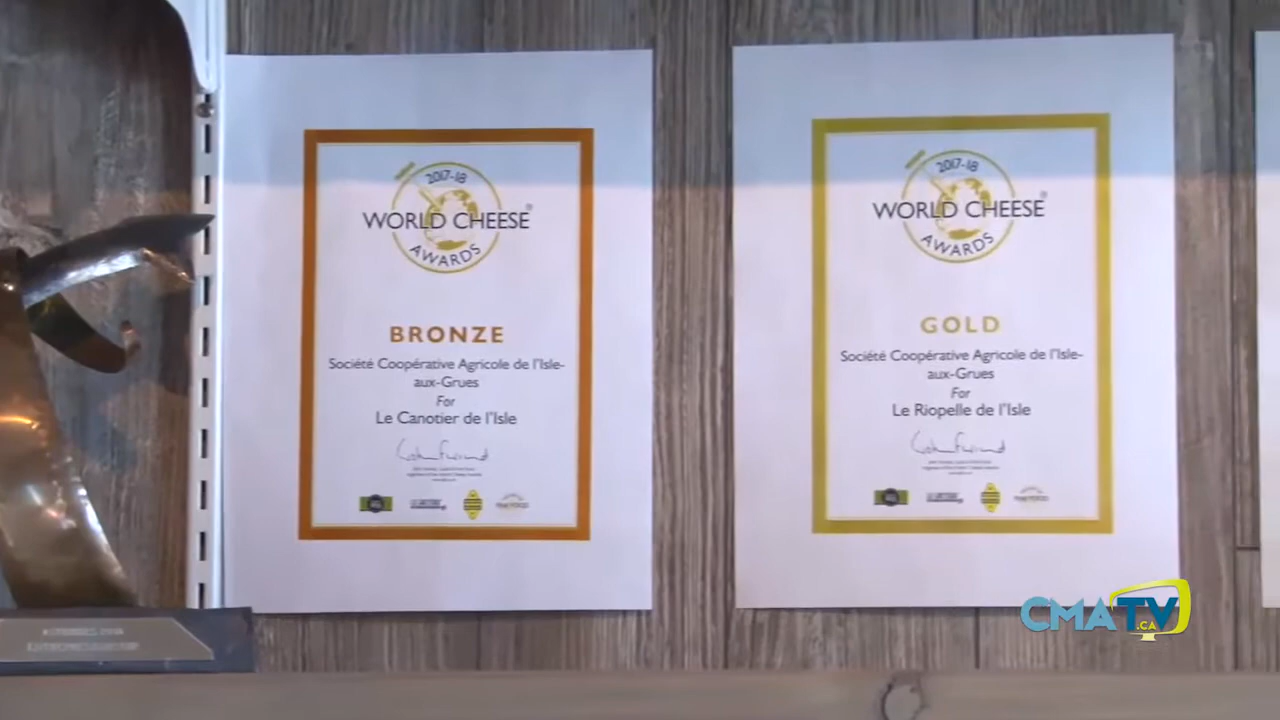 2017-18
WORLD CHEESE
AWARDS
BRONZE
Société Coopérative Agricole de l'Isle-
aux-Grues
For
Le Canotier de l'Isle
2017-18
WORLD CHEESE
AWARDS
GOLD
Société Coopérative Agricole de l'Isle-
aux-Grues
For
Le Riopelle de l'Isle
CMATV
.CA